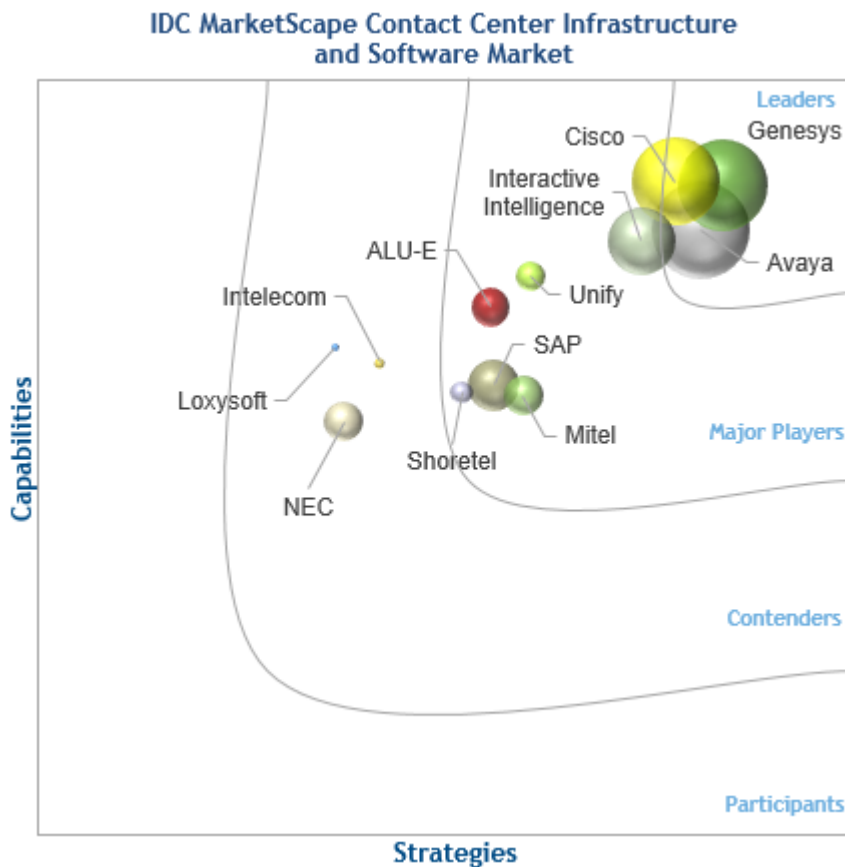 IDC MarketScape Contact Center Infrastructure
and Software Market
Leaders
Genesys
Cisco
Interactive
Intelligence
ALU-E
Avaya
Unify
Intelecom
SAP
Loxysoft
Mitel
Major Players
Shoretel
NEC
Capabilities
Contenders
Participants
Strategies